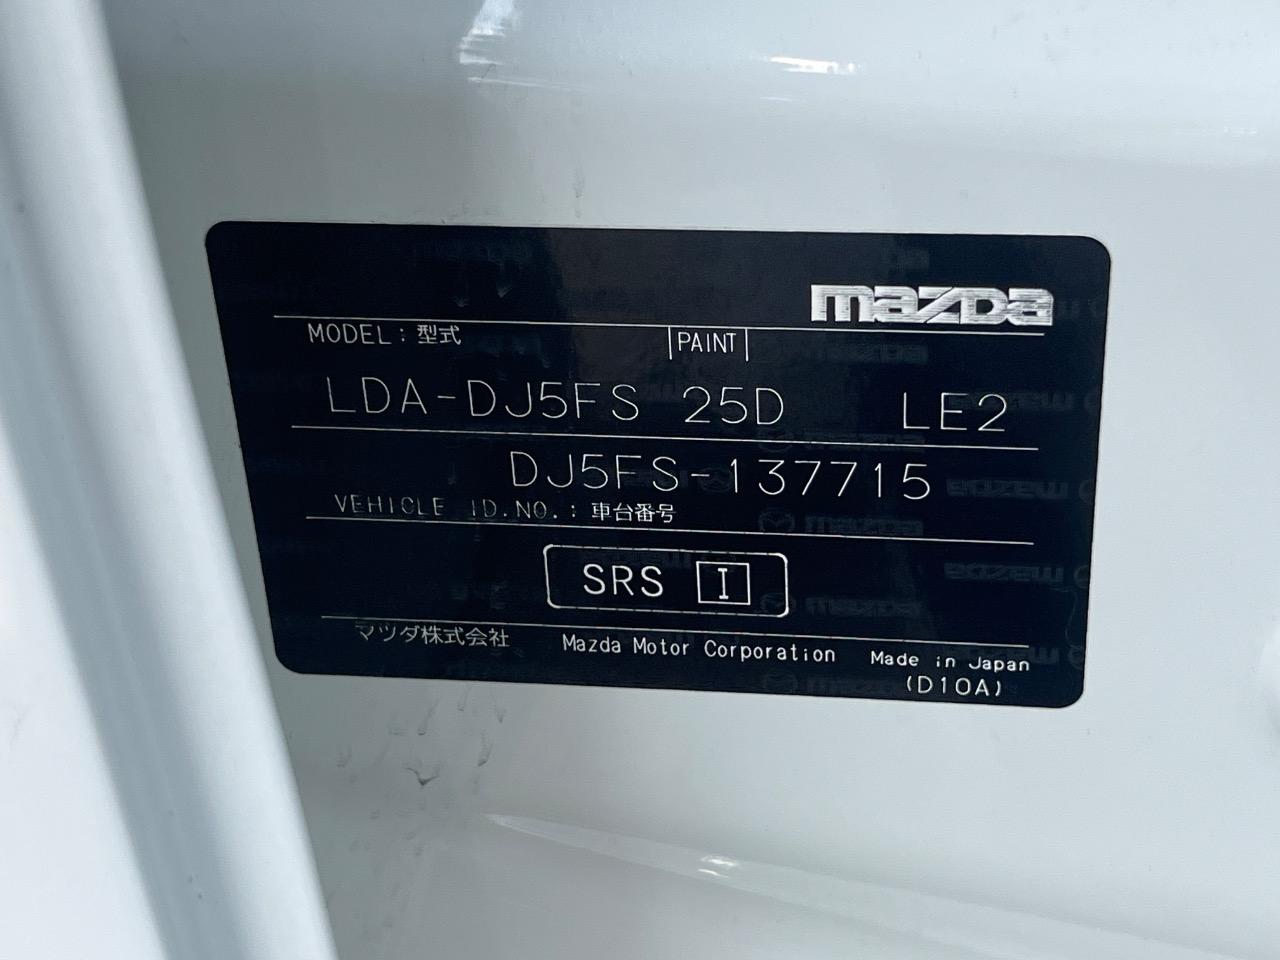 mazda
MODEL : 型式 PAINT
LDA-DJ5FS 25D LE2
DJ5FS-137715
VEHICLE ID.NO. : 車台番号
SRS I
マツダ株式会社 Mazda Motor Corporation Made in Japan
(D10A)